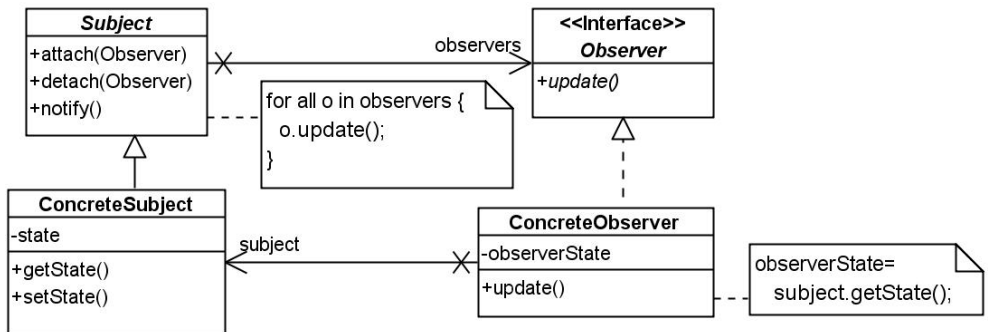 Subject
+attach(Observer)
+detach(Observer)
+notify()
observers
<<Interface>>
Observer
+update()
for all o in observers {
o.update();
}
ConcreteSubject
-state
+getState()
+setState()
subject
ConcreteObserver
-observerState
+update()
observerState=
subject.getState();